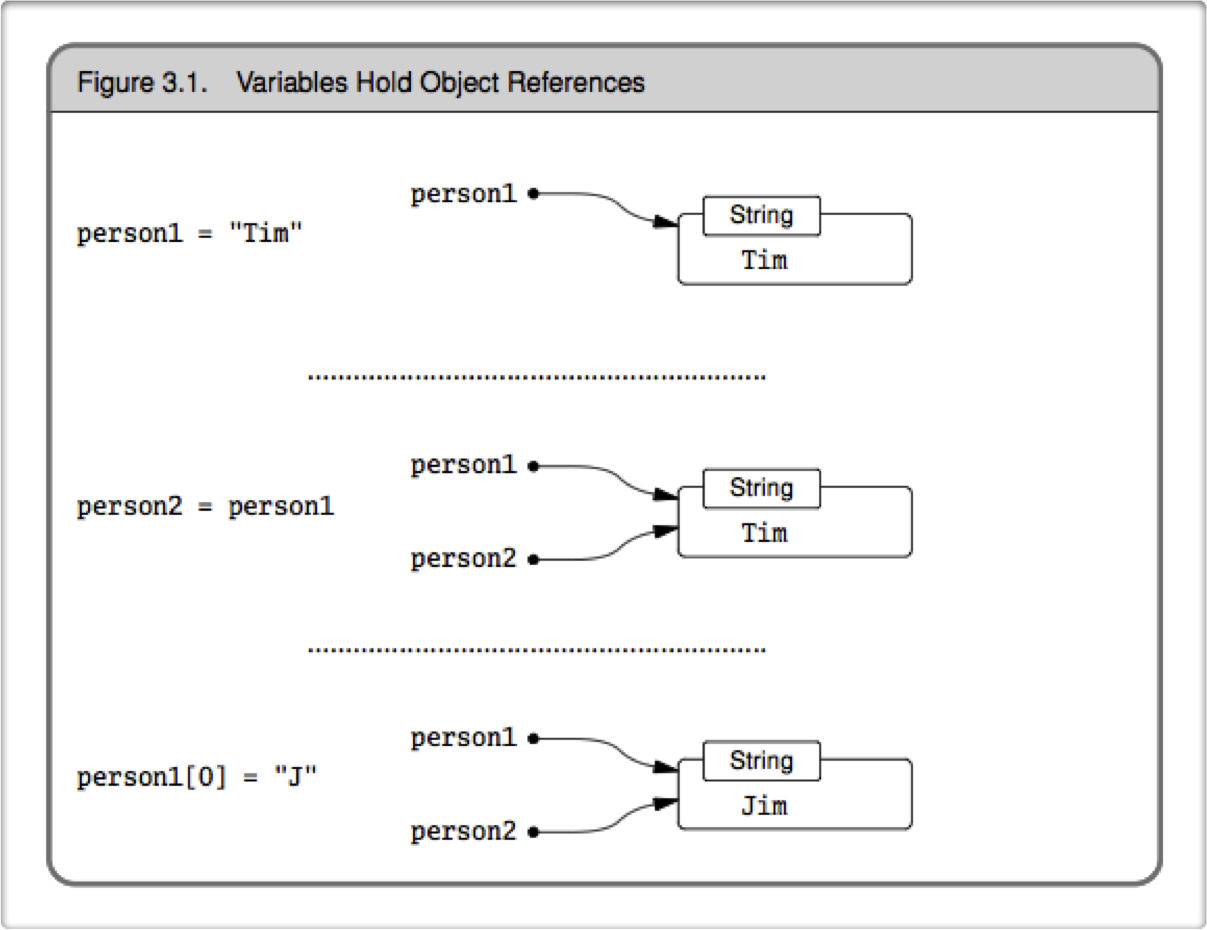 Figure 3.1. Variables Hold Object References
person1
String
person1 = "Tim"
Tim
person1
String
person2 = person1
Tim
person2
person1
String
person1[0] = "J"
Jim
person2